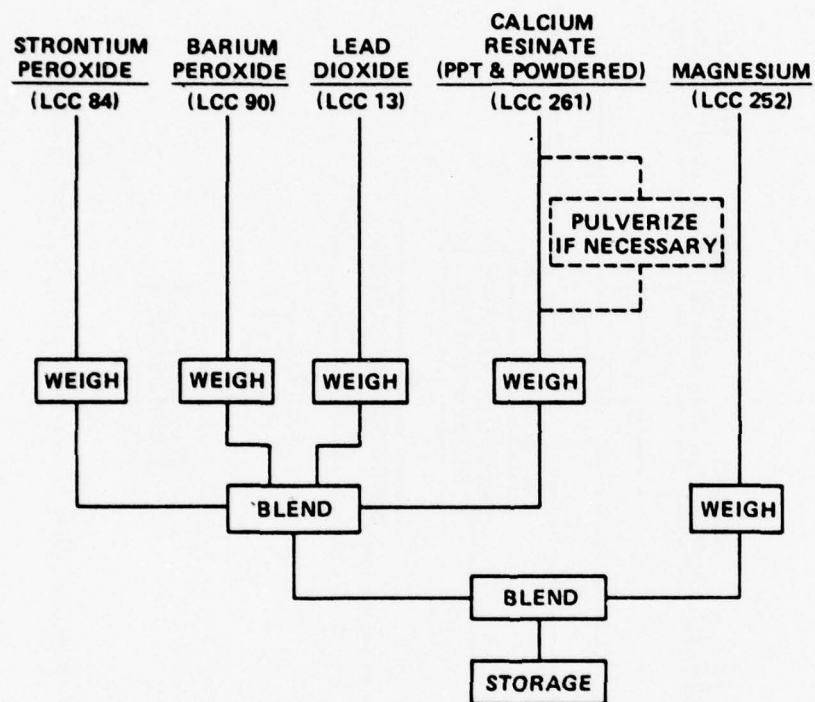 STRONTIUM
PEROXIDE
(LCC 84)
BARIUM
PEROXIDE
(LCC 90)
LEAD
DIOXIDE
(LCC 13)
CALCIUM
RESINATE
(PPT & POWDERED)
(LCC 261)
MAGNESIUM
(LCC 252)
PULVERIZE
IF NECESSARY
WEIGH
WEIGH
WEIGH
WEIGH
BLEND
WEIGH
BLEND
STORAGE